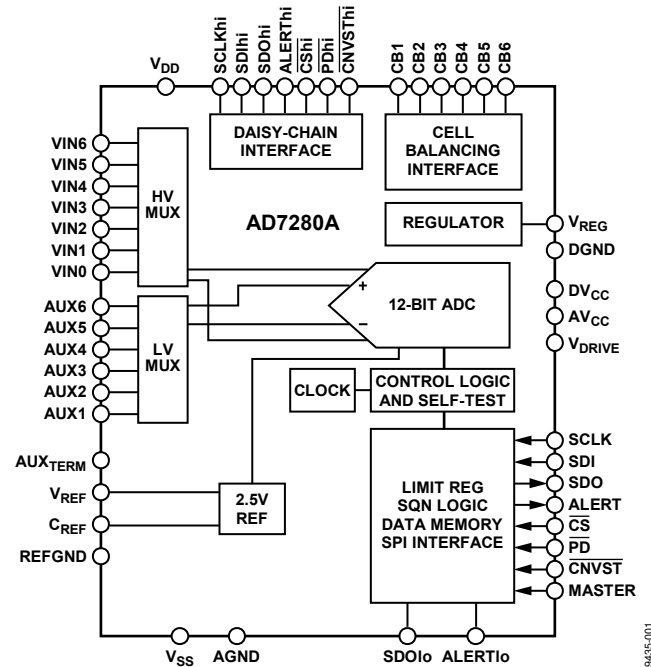 SCLKhi
SDIhi
SDOhi
ALERThi
CShi
PDhi
CNVSThi
CB1
CB2
CB3
CB4
CB5
CB6
VDD
DAISY-CHAIN
INTERFACE
CELL
BALANCING
INTERFACE
VIN6
VIN5
VIN4
VIN3
VIN2
VIN1
VIN0
HV
MUX
AD7280A
REGULATOR
VREG
DGND
DVCC
AVCC
VDRIVE
AUX6
AUX5
AUX4
AUX3
AUX2
AUX1
LV
MUX
+
–
12-BIT ADC
CLOCK
CONTROL LOGIC
AND SELF-TEST
AUXTERM
VREF
CREF
REFGND
2.5V
REF
LIMIT REG
SQN LOGIC
DATA MEMORY
SPI INTERFACE
SCLK
SDI
SDO
ALERT
CS
PD
CNVST
MASTER
VSS
AGND
SDOlo
ALERTlo
9435-001